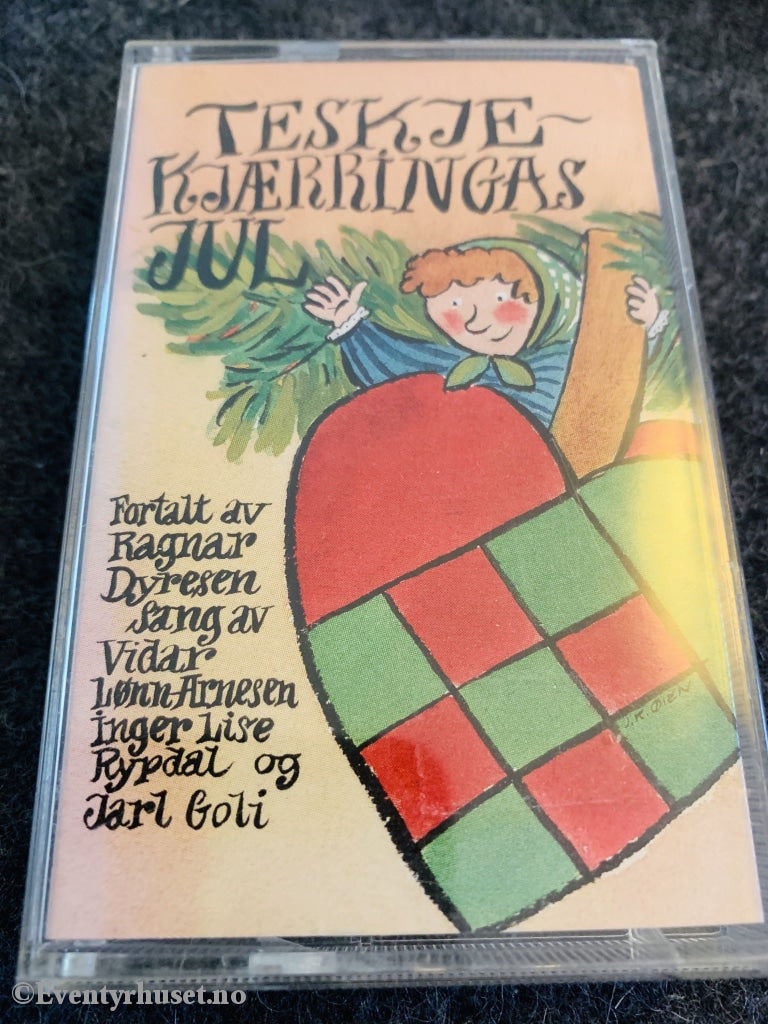 TESKJE-
KJÆRRINGAS
JUL
Fortalt av
Ragnar
Dyresen
sang av
Vidar
Lønn-Arnesen
inger Lise
Rypdal og
Jarl Goli
J.K.ØIEN
©Eventyrhuset.no